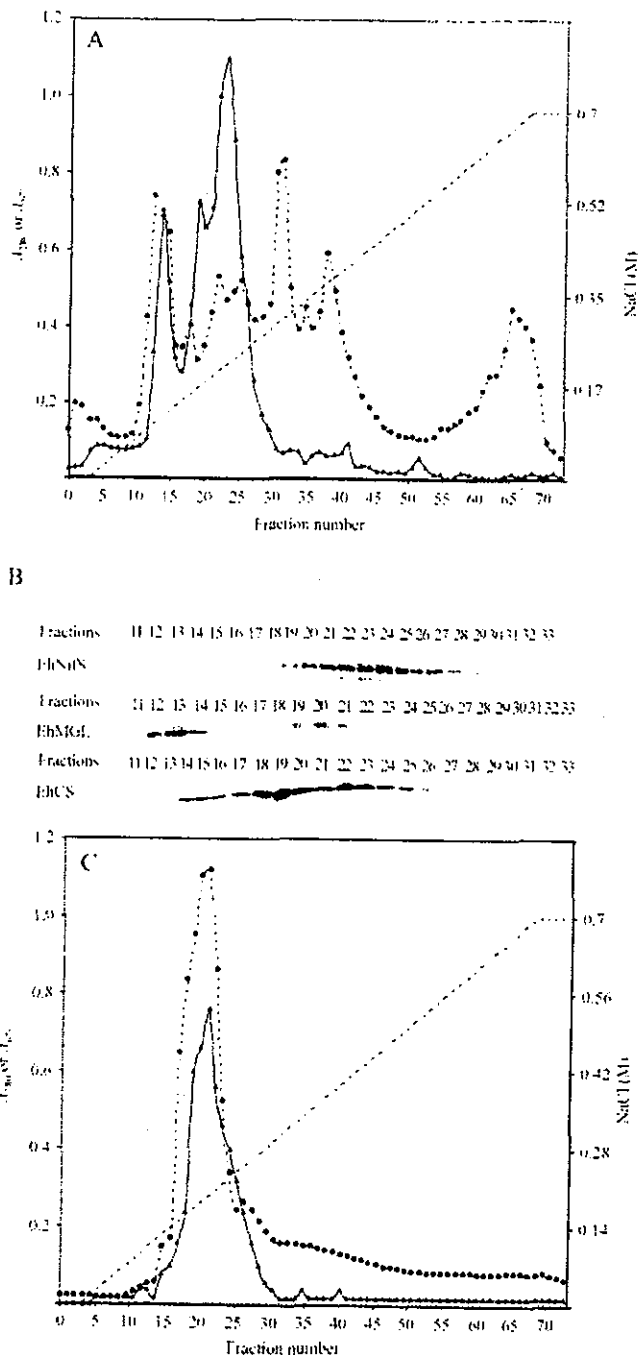 A
1.2
1.0
0.8
0.6
0.4
0.2
0.7
0.52
0.35
0.12
NaCl (M)
0 5 10 15 20 25 30 35 40 45 50 55 60 65 70
Fraction number
B
Fractions 11 12 13 14 15 16 17 18 19 20 21 22 23 24 25 26 27 28 29 30 31 32 33
EhNifS
Fractions 11 12 13 14 15 16 17 18 19 20 21 22 23 24 25 26 27 28 29 30 31 32 33
EhMGL
Fractions 11 12 13 14 15 16 17 18 19 20 21 22 23 24 25 26 27 28 29 30 31 32 33
EhCS
C
1.2
1.0
0.8
0.6
0.4
0.2
0.7
0.56
0.42
0.28
0.14
NaCl (M)
0 5 10 15 20 25 30 35 40 45 50 55 60 65 70
Fraction number